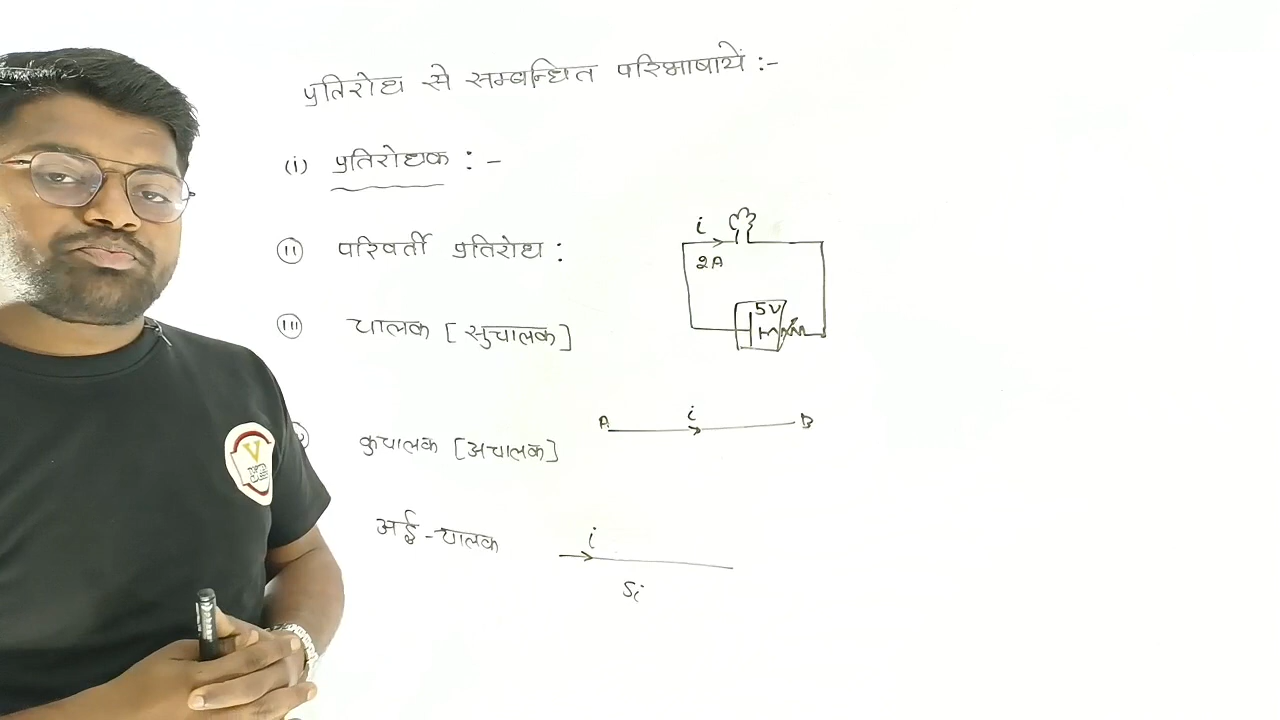 प्रतिरोध से सम्बन्धित परिभाषायें :-
(i) प्रतिरोधक : -
(ii) परिवर्ती प्रतिरोध :
(iii) चालक [सुचालक]
कुचालक [अचालक]
अर्द्ध-चालक
i
2A
5V
A i B
i
Si
V